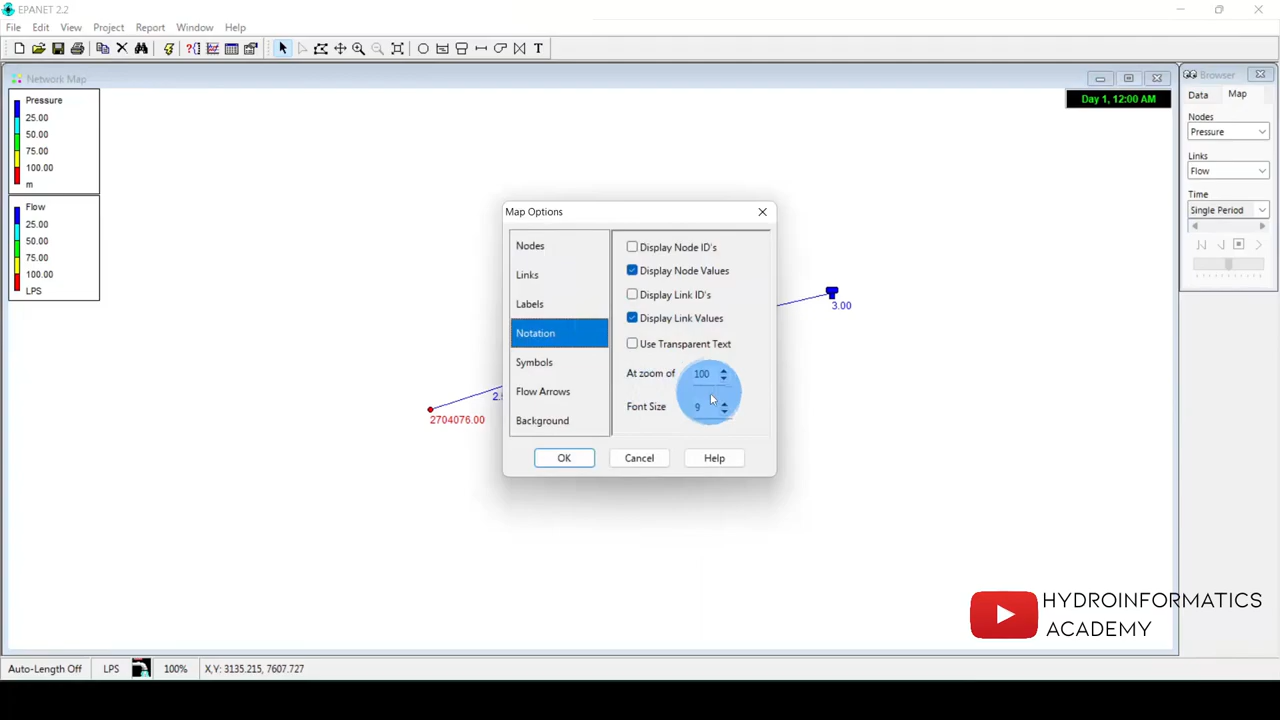 EPANET 2.2
File Edit View Project Report Window Help
T
Network Map
Browser
Pressure
25.00
50.00
75.00
100.00
m
Flow
25.00
50.00
75.00
100.00
LPS
Day 1, 12:00 AM
Data Map
Nodes
Pressure
Links
Flow
Time
Single Period
Map Options
Nodes
Links
Labels
Notation
Symbols
Flow Arrows
Background
Display Node ID's
Display Node Values
Display Link ID's
Display Link Values
Use Transparent Text
At zoom of 100
Font Size 9
OK Cancel Help
3.00
2704076.00
HYDROINFORMATICS
ACADEMY
Auto-Length Off LPS 100% X,Y: 3135.215, 7607.727